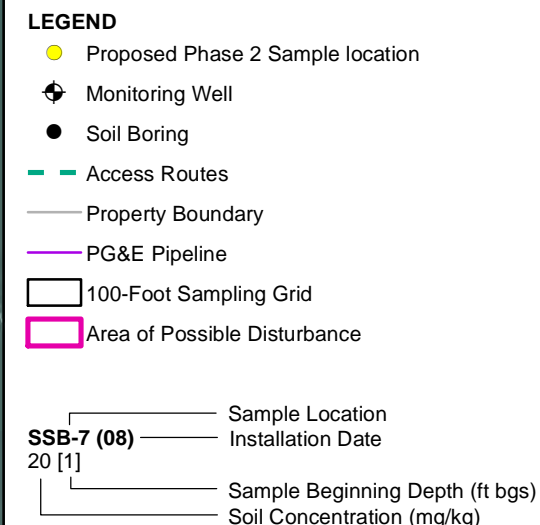 LEGEND
Proposed Phase 2 Sample location
Monitoring Well
Soil Boring
Access Routes
Property Boundary
PG&E Pipeline
100-Foot Sampling Grid
Area of Possible Disturbance
Sample Location
SSB-7 (08) Installation Date
20 [1]
Sample Beginning Depth (ft bgs)
Soil Concentration (mg/kg)